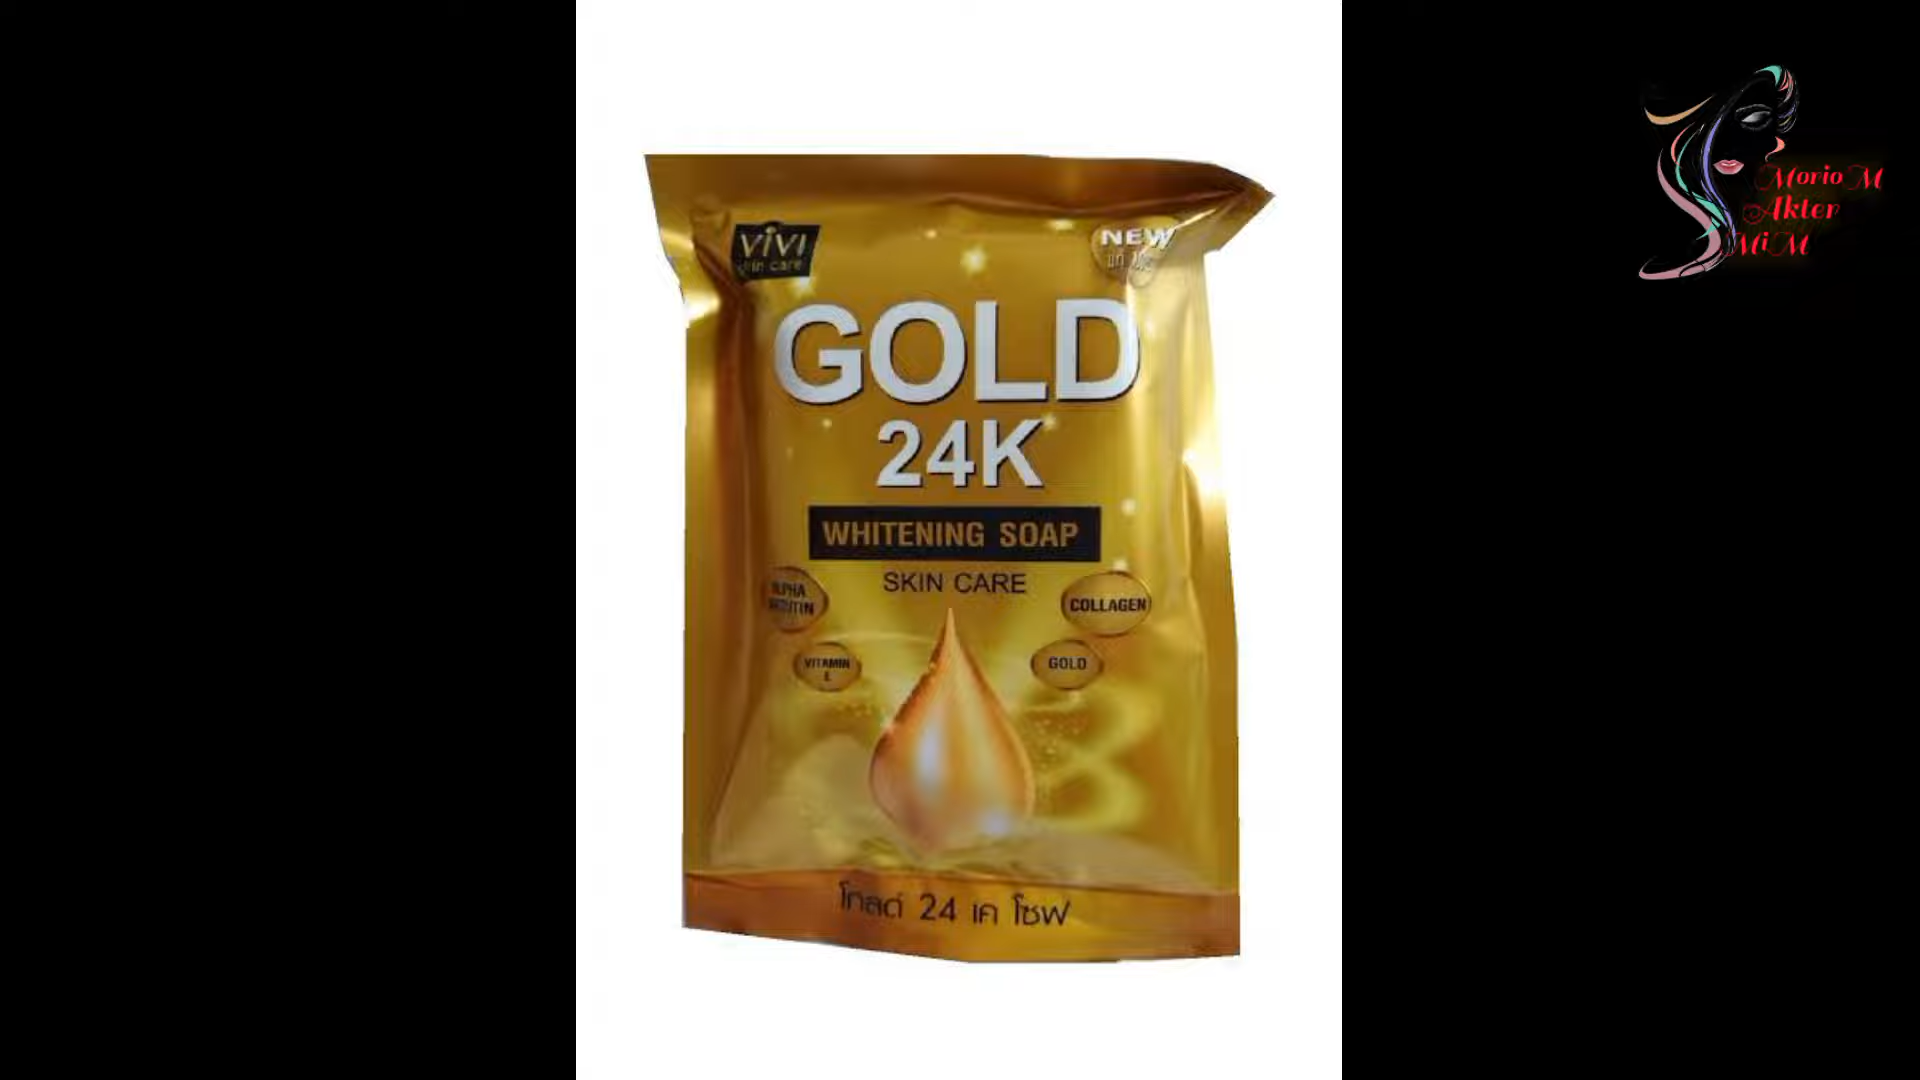 ViVi
skin care
NEW
GOLD
24K
WHITENING SOAP
SKIN CARE
ALPHA
ARBUTIN
COLLAGEN
VITAMIN
E
GOLD
โกลด์ 24 เค โซฟ
MorioM
Akter
MiM